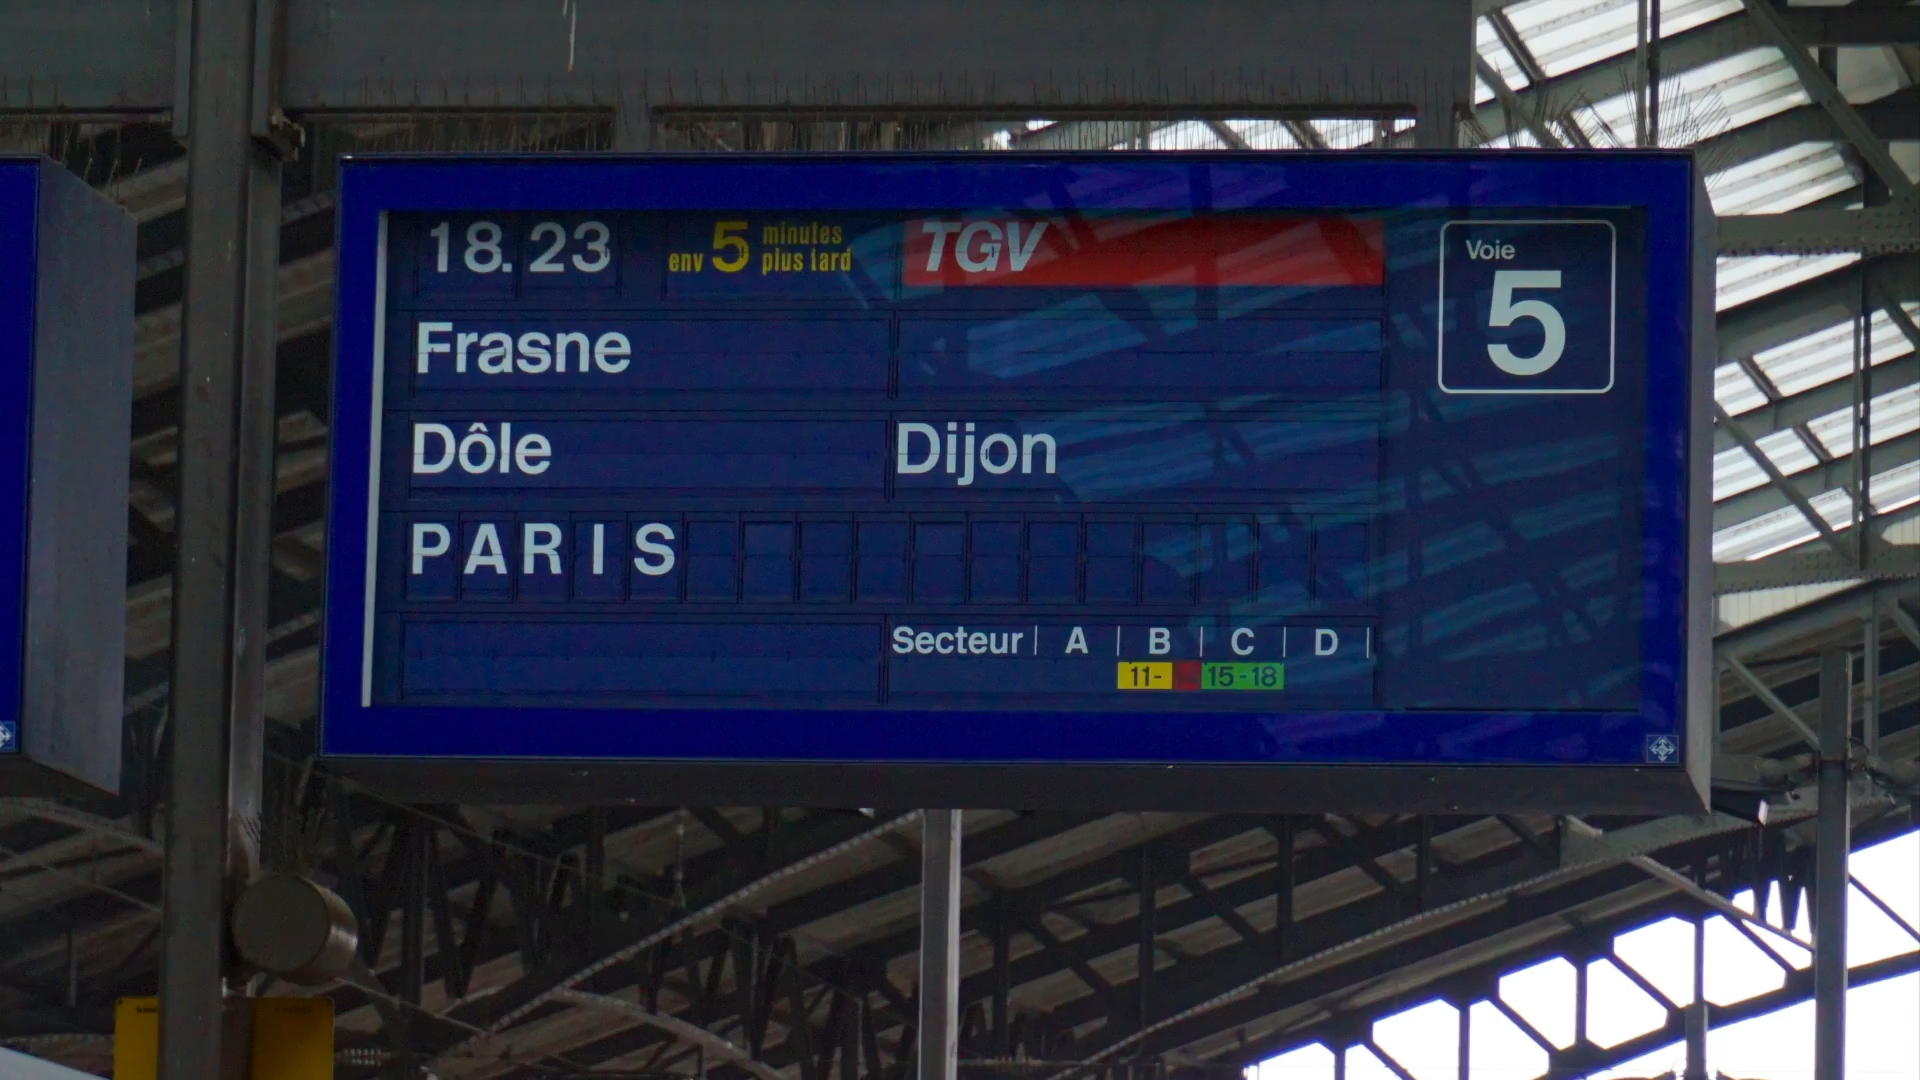 18.23 env 5 minutes plus tard TGV
Voie
5
Frasne
Dôle Dijon
PARIS
Secteur | A | B | C | D |
11- 15-18